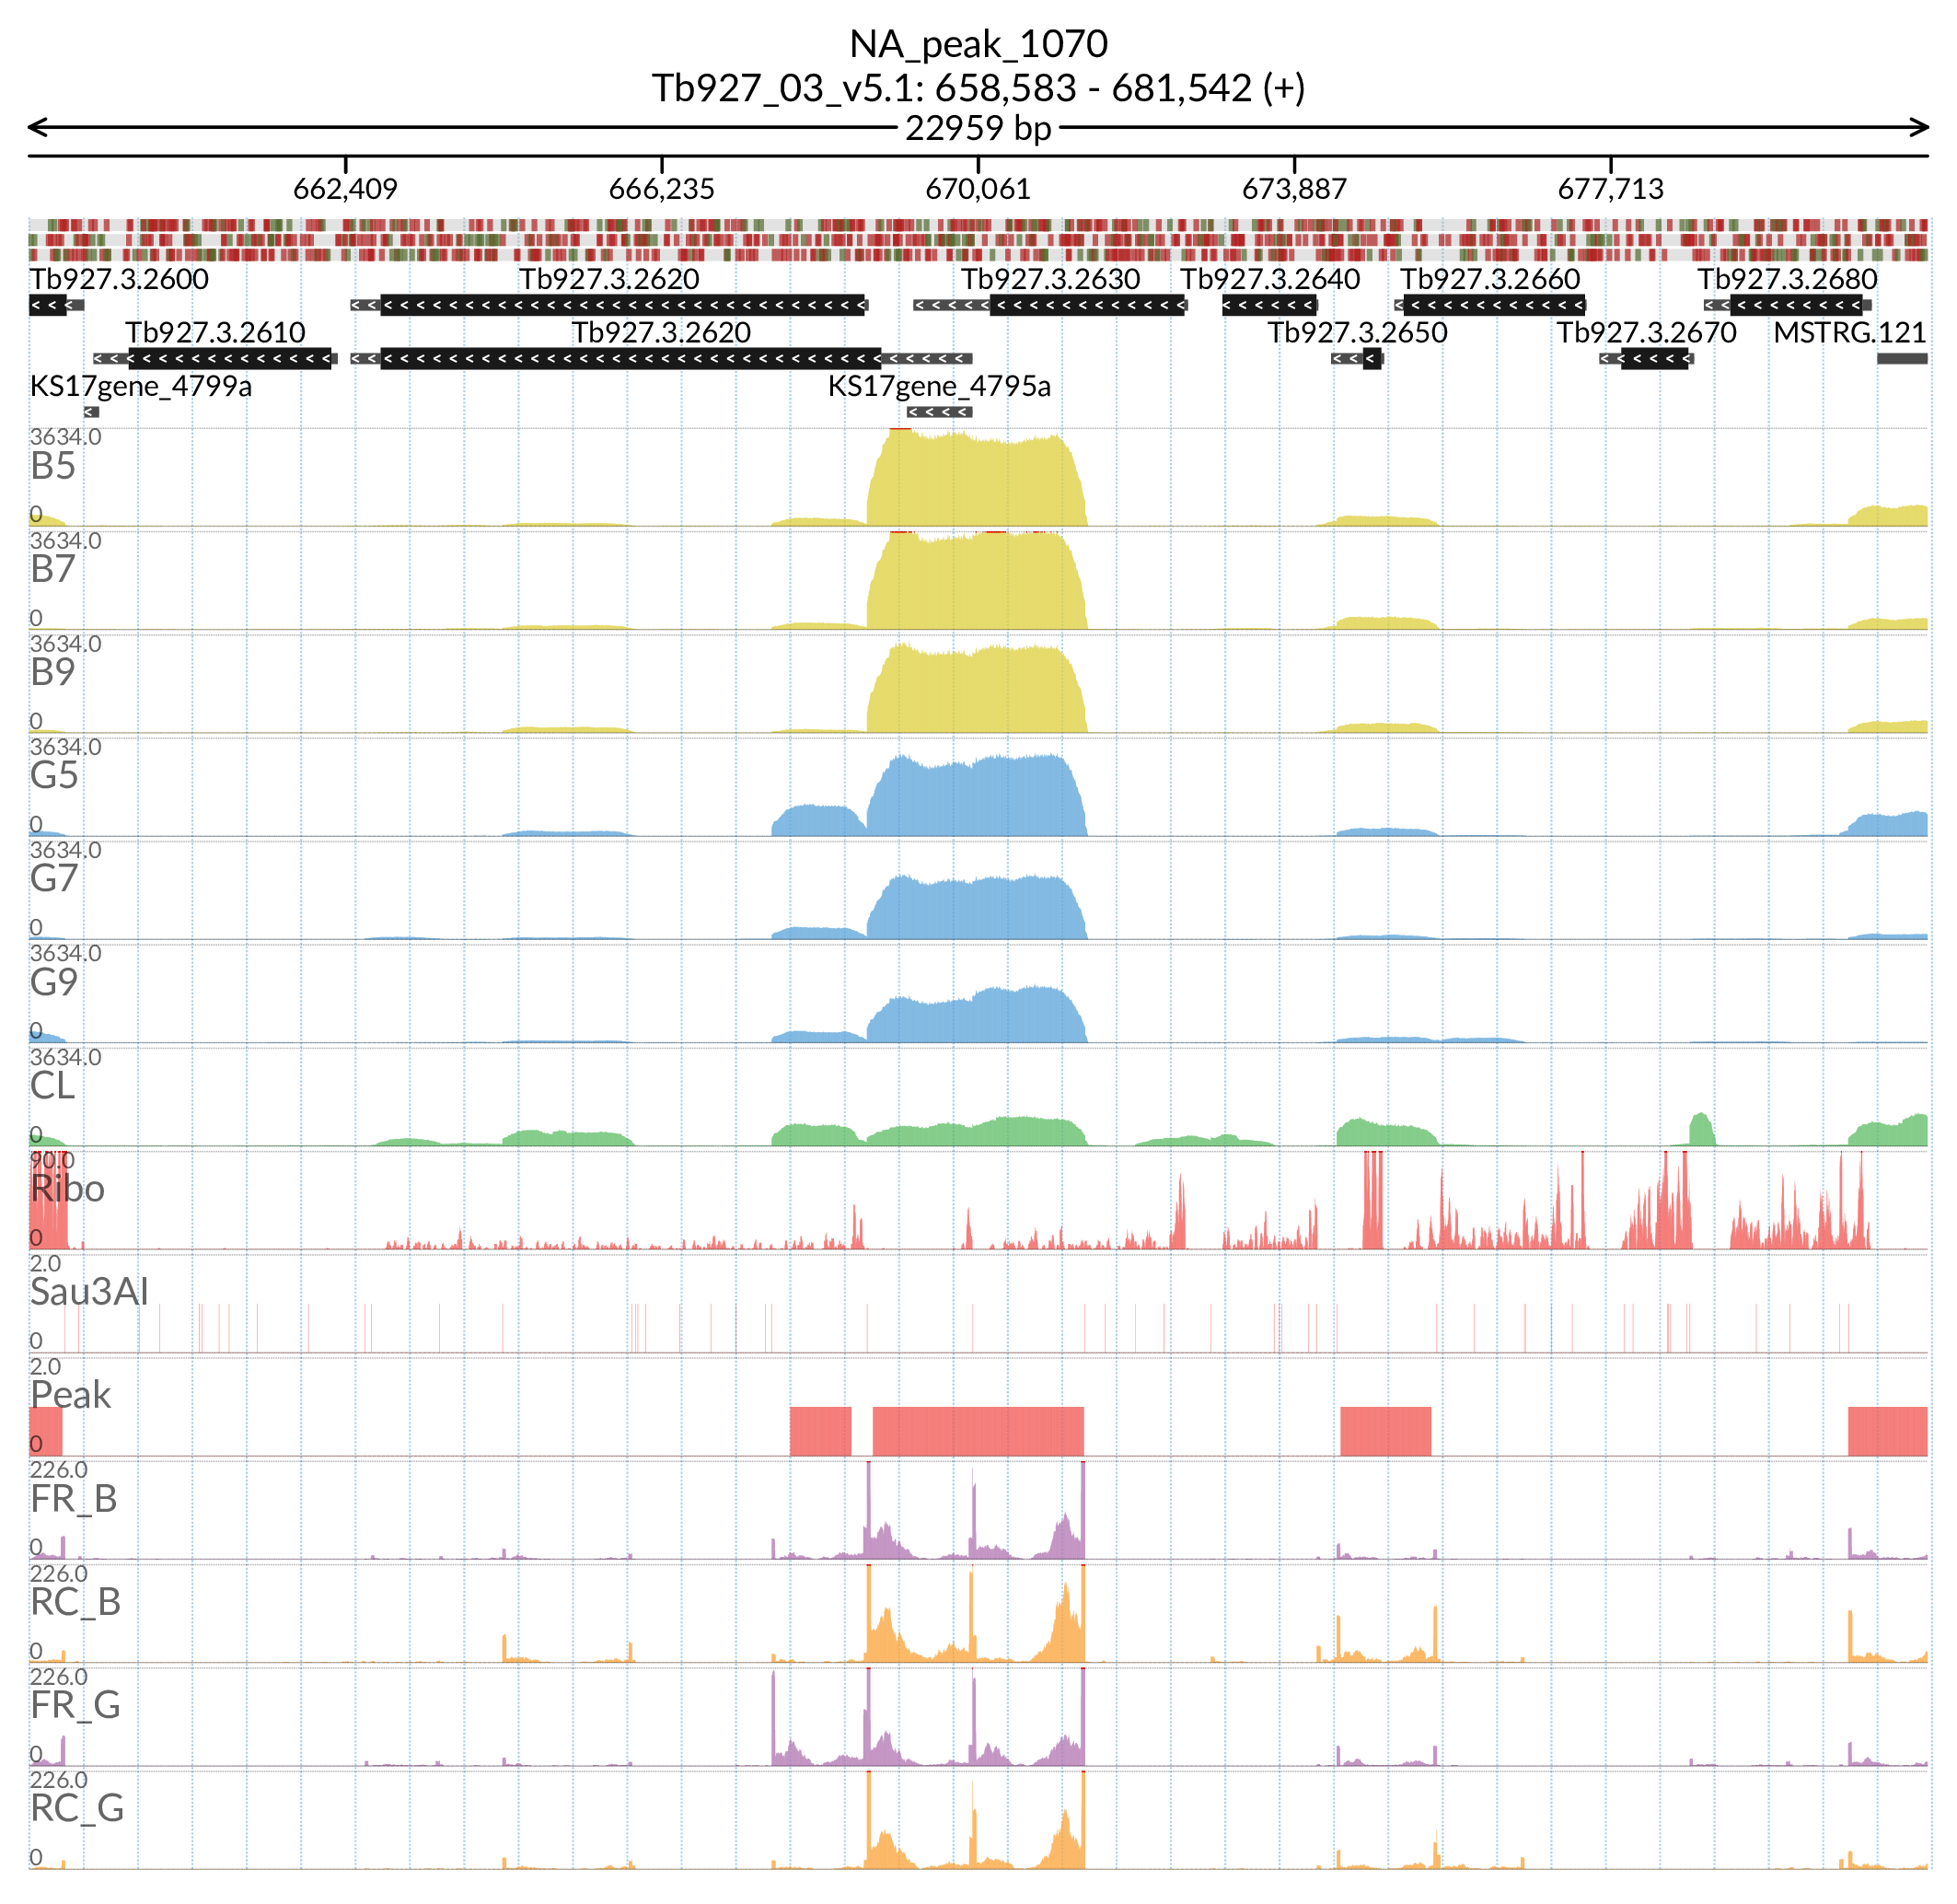 NA_peak_1070
Tb927_03_v5.1: 658,583 - 681,542 (+)
22959 bp
662,409 666,235 670,061 673,887 677,713
Tb927.3.2600 Tb927.3.2620 Tb927.3.2630 Tb927.3.2640 Tb927.3.2660 Tb927.3.2680
Tb927.3.2610 Tb927.3.2620 Tb927.3.2650 Tb927.3.2670 MSTRG.121
KS17gene_4799a KS17gene_4795a
3634.0
B5
0
3634.0
B7
0
3634.0
B9
0
3634.0
G5
0
3634.0
G7
0
3634.0
G9
0
3634.0
CL
0
90.0
Ribo
0
2.0
Sau3AI
0
2.0
Peak
0
226.0
FR_B
0
226.0
RC_B
0
226.0
FR_G
0
226.0
RC_G
0